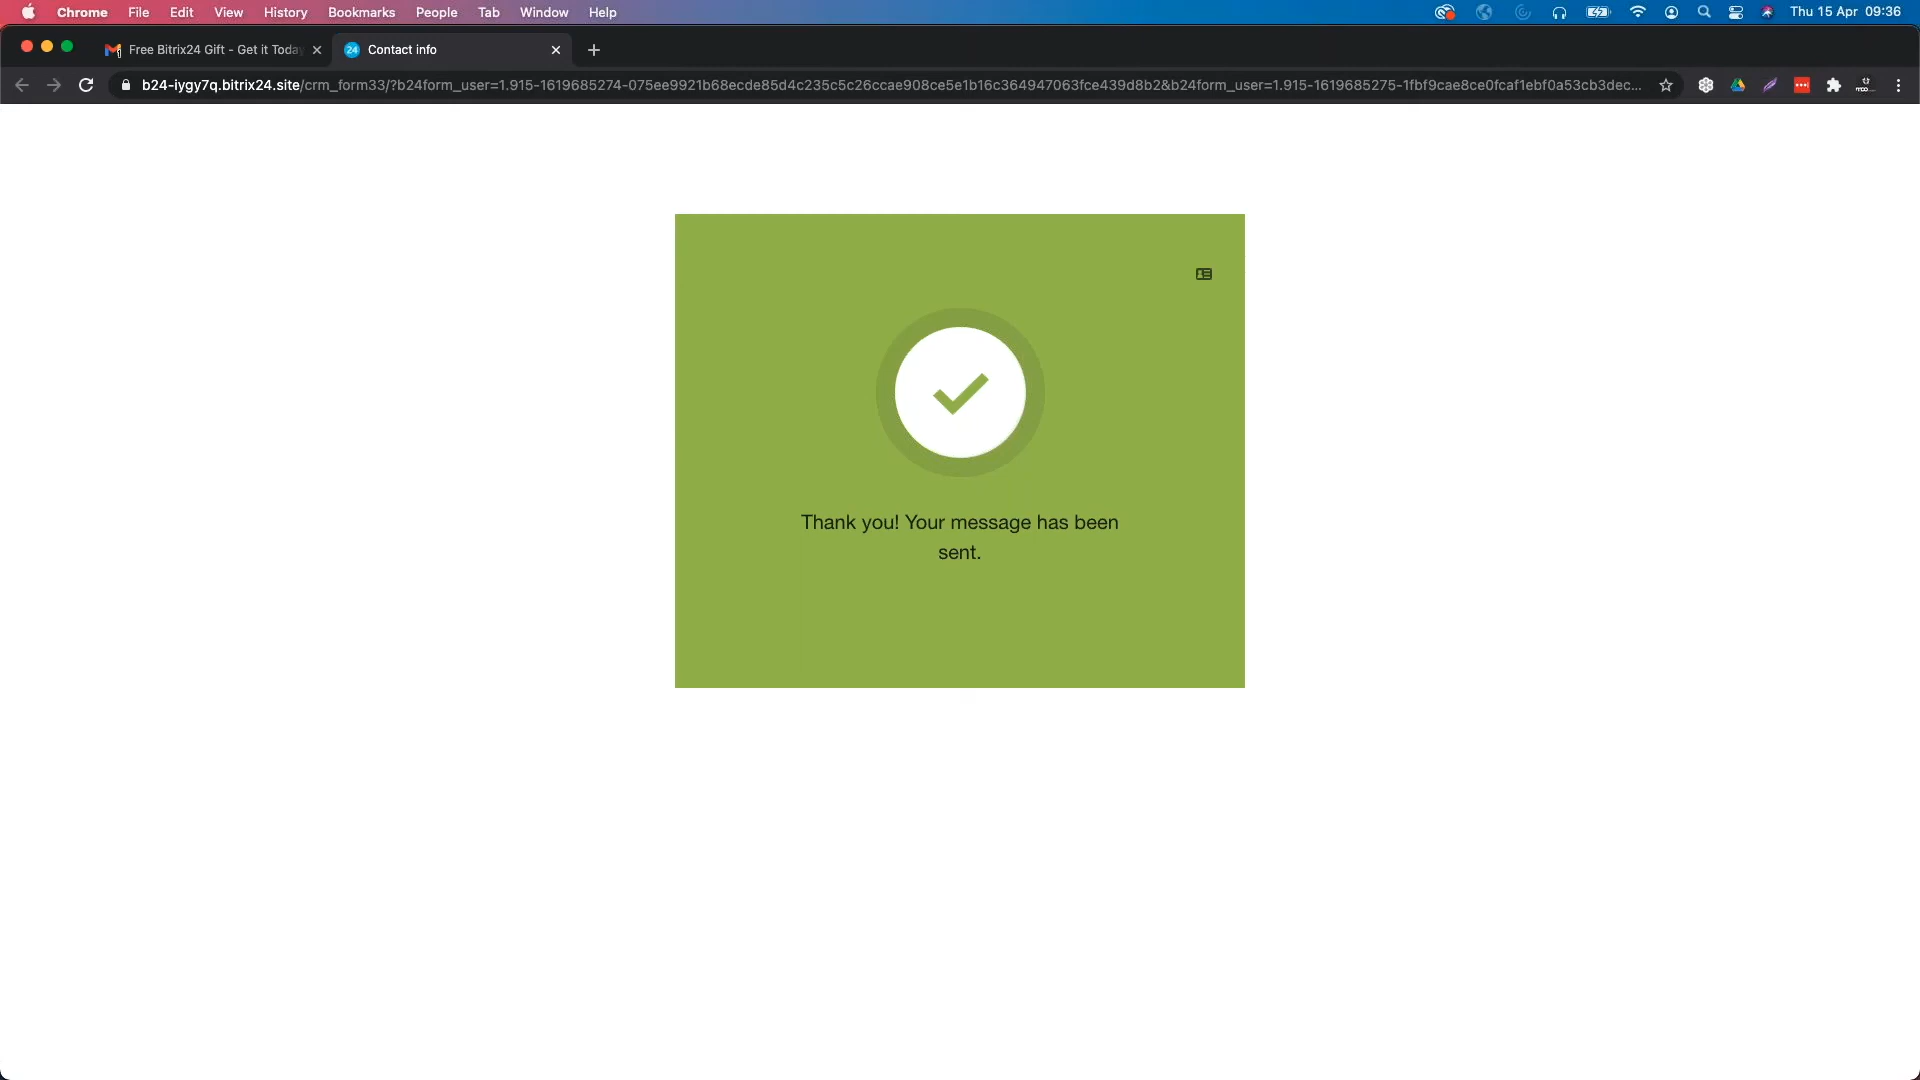 Chrome File Edit View History Bookmarks People Tab Window Help Thu 15 Apr 09:36
Free Bitrix24 Gift - Get it Today
24 Contact info
b24-iygy7q.bitrix24.site/crm_form33/?b24form_user=1.915-1619685274-075ee9921b68ecde85d4c235c5c26ccae908ce5e1b16c364947063fce439d8b2&b24form_user=1.915-1619685275-1fbf9cae8ce0fcaf1ebf0a53cb3dec...
Thank you! Your message has been
sent.